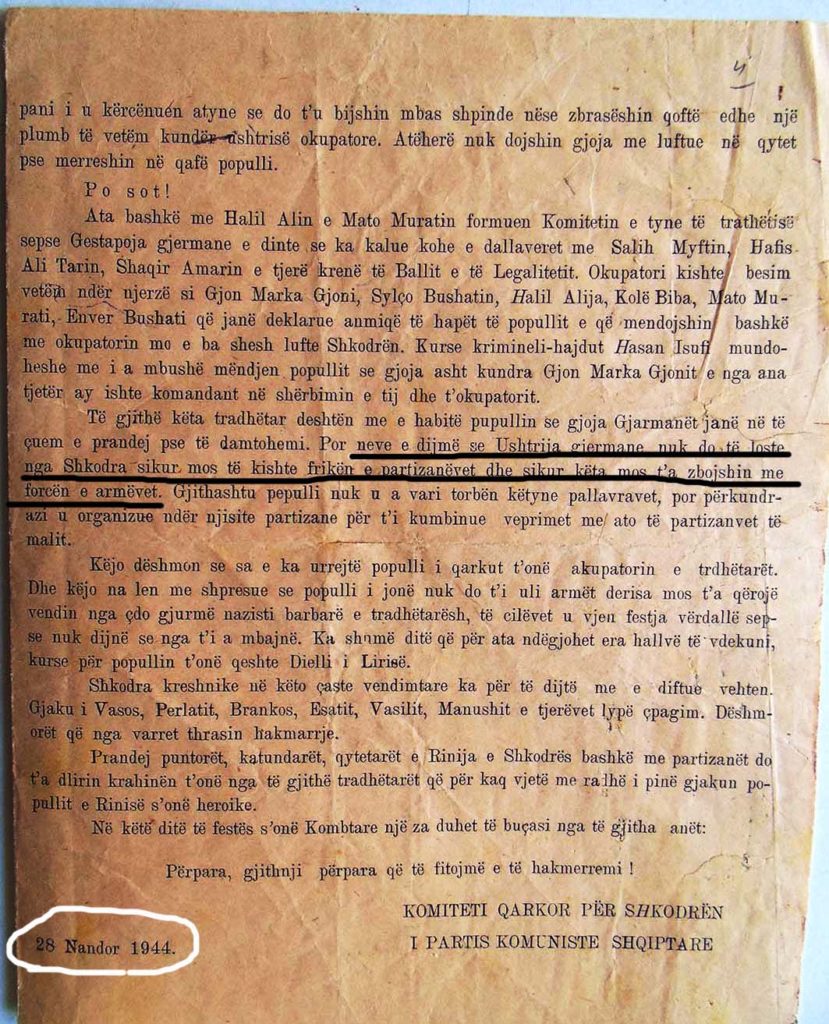 4
pani i u kërcënuen atyne se do t'u bijshin mbas shpinde nëse zbrasëshin qoftë edhe një
plumb të vetëm kundër ushtrisë okupatore. Atëherë nuk dojshin gjoja me luftue në qytet
pse merreshin në qafë populli.
Po sot!
Ata bashkë me Halil Alin e Mato Muratin formuen Komitetin e tyne të trathëtisë
sepse Gestapoja gjermane e dinte se ka kalue kohe e dallaveret me Salih Myftin, Hafis
Ali Tarin, Shaqir Amarin e tjerë krenë të Ballit e të Legalitetit. Okupatori kishte besim
vetëm ndër njerzë si Gjon Marka Gjoni, Sylço Bushatin, Halil Alija, Kolë Biba, Mato Mu-
rati, Enver Bushati që janë deklarue anmiqë të hapët të popullit e që mendojshin bashkë
me okupatorin mo e ba shesh lufte Shkodrën. Kurse krimineli-hajdut Hasan Isufi mundo-
heshe me i a mbushë mëndjen popullit se gjoja asht kundra Gjon Marka Gjonit e nga ana
tjetër ay ishte komandant në shërbimin e tij dhe t'okupatorit.
Të gjithë këta tradhëtar deshtën me e habitë pupullin se gjoja Gjarmanët janë në të
çuem e prandej pse të damtohemi. Por neve e dijmë se Ushtrija gjermane nuk do të loste
nga Shkodra sikur mos të kishte frikën e partizanëvet dhe sikur këta mos t'a zbojshin me
forcën e armëvet. Gjithashtu pepulli nuk u a vari torbën këtyne pallavravet, por përkundr-
azi u organizue ndër njisite partizane për t'i kumbinue veprimet me ato të partizanvet të
malit.
Këjo dëshmon se sa e ka urrejtë populli i qarkut t'onë akupatorin e trdhëtarët.
Dhe këjo na len me shpresue se populli i jonë nuk do t'i uli armët derisa mos t'a qërojë
vendin nga çdo gjurmë nazisti barbarë e tradhëtarësh, të cilëvet u vjen festja vërdallë sep-
se nuk dijnë se nga t'i a mbajnë. Ka shumë ditë që për ata ndëgjohet era hallvë të vdekuni,
kurse për popullin t'onë qeshte Dielli i Lirisë.
Shkodra kreshnike në këto çaste vendimtare ka për të dijtë me e diftue vehten.
Gjaku i Vasos, Perlatit, Brankos, Esatit, Vasilit, Manushit e tjerëvet lypë çpagim. Dëshm-
orët që nga varret thrasin hakmarrje.
Prandej puntorët, katundarët, qytetarët e Rinija e Shkodrës bashkë me partizanët do
t'a dlirin krahinën t'onë nga të gjithë tradhëtarët që për kaq vjetë me radhë i pinë gjakun po-
pullit e Rinisë s'onë heroike.
Në këtë ditë të festës s'onë Kombtare një za duhet të buçasi nga të gjitha anët:
Përpara, gjithnji përpara që të fitojmë e të hakmerremi !
KOMITETI QARKOR PËR SHKODRËN
I PARTIS KOMUNISTE SHQIPTARE
28 Nandor 1944.